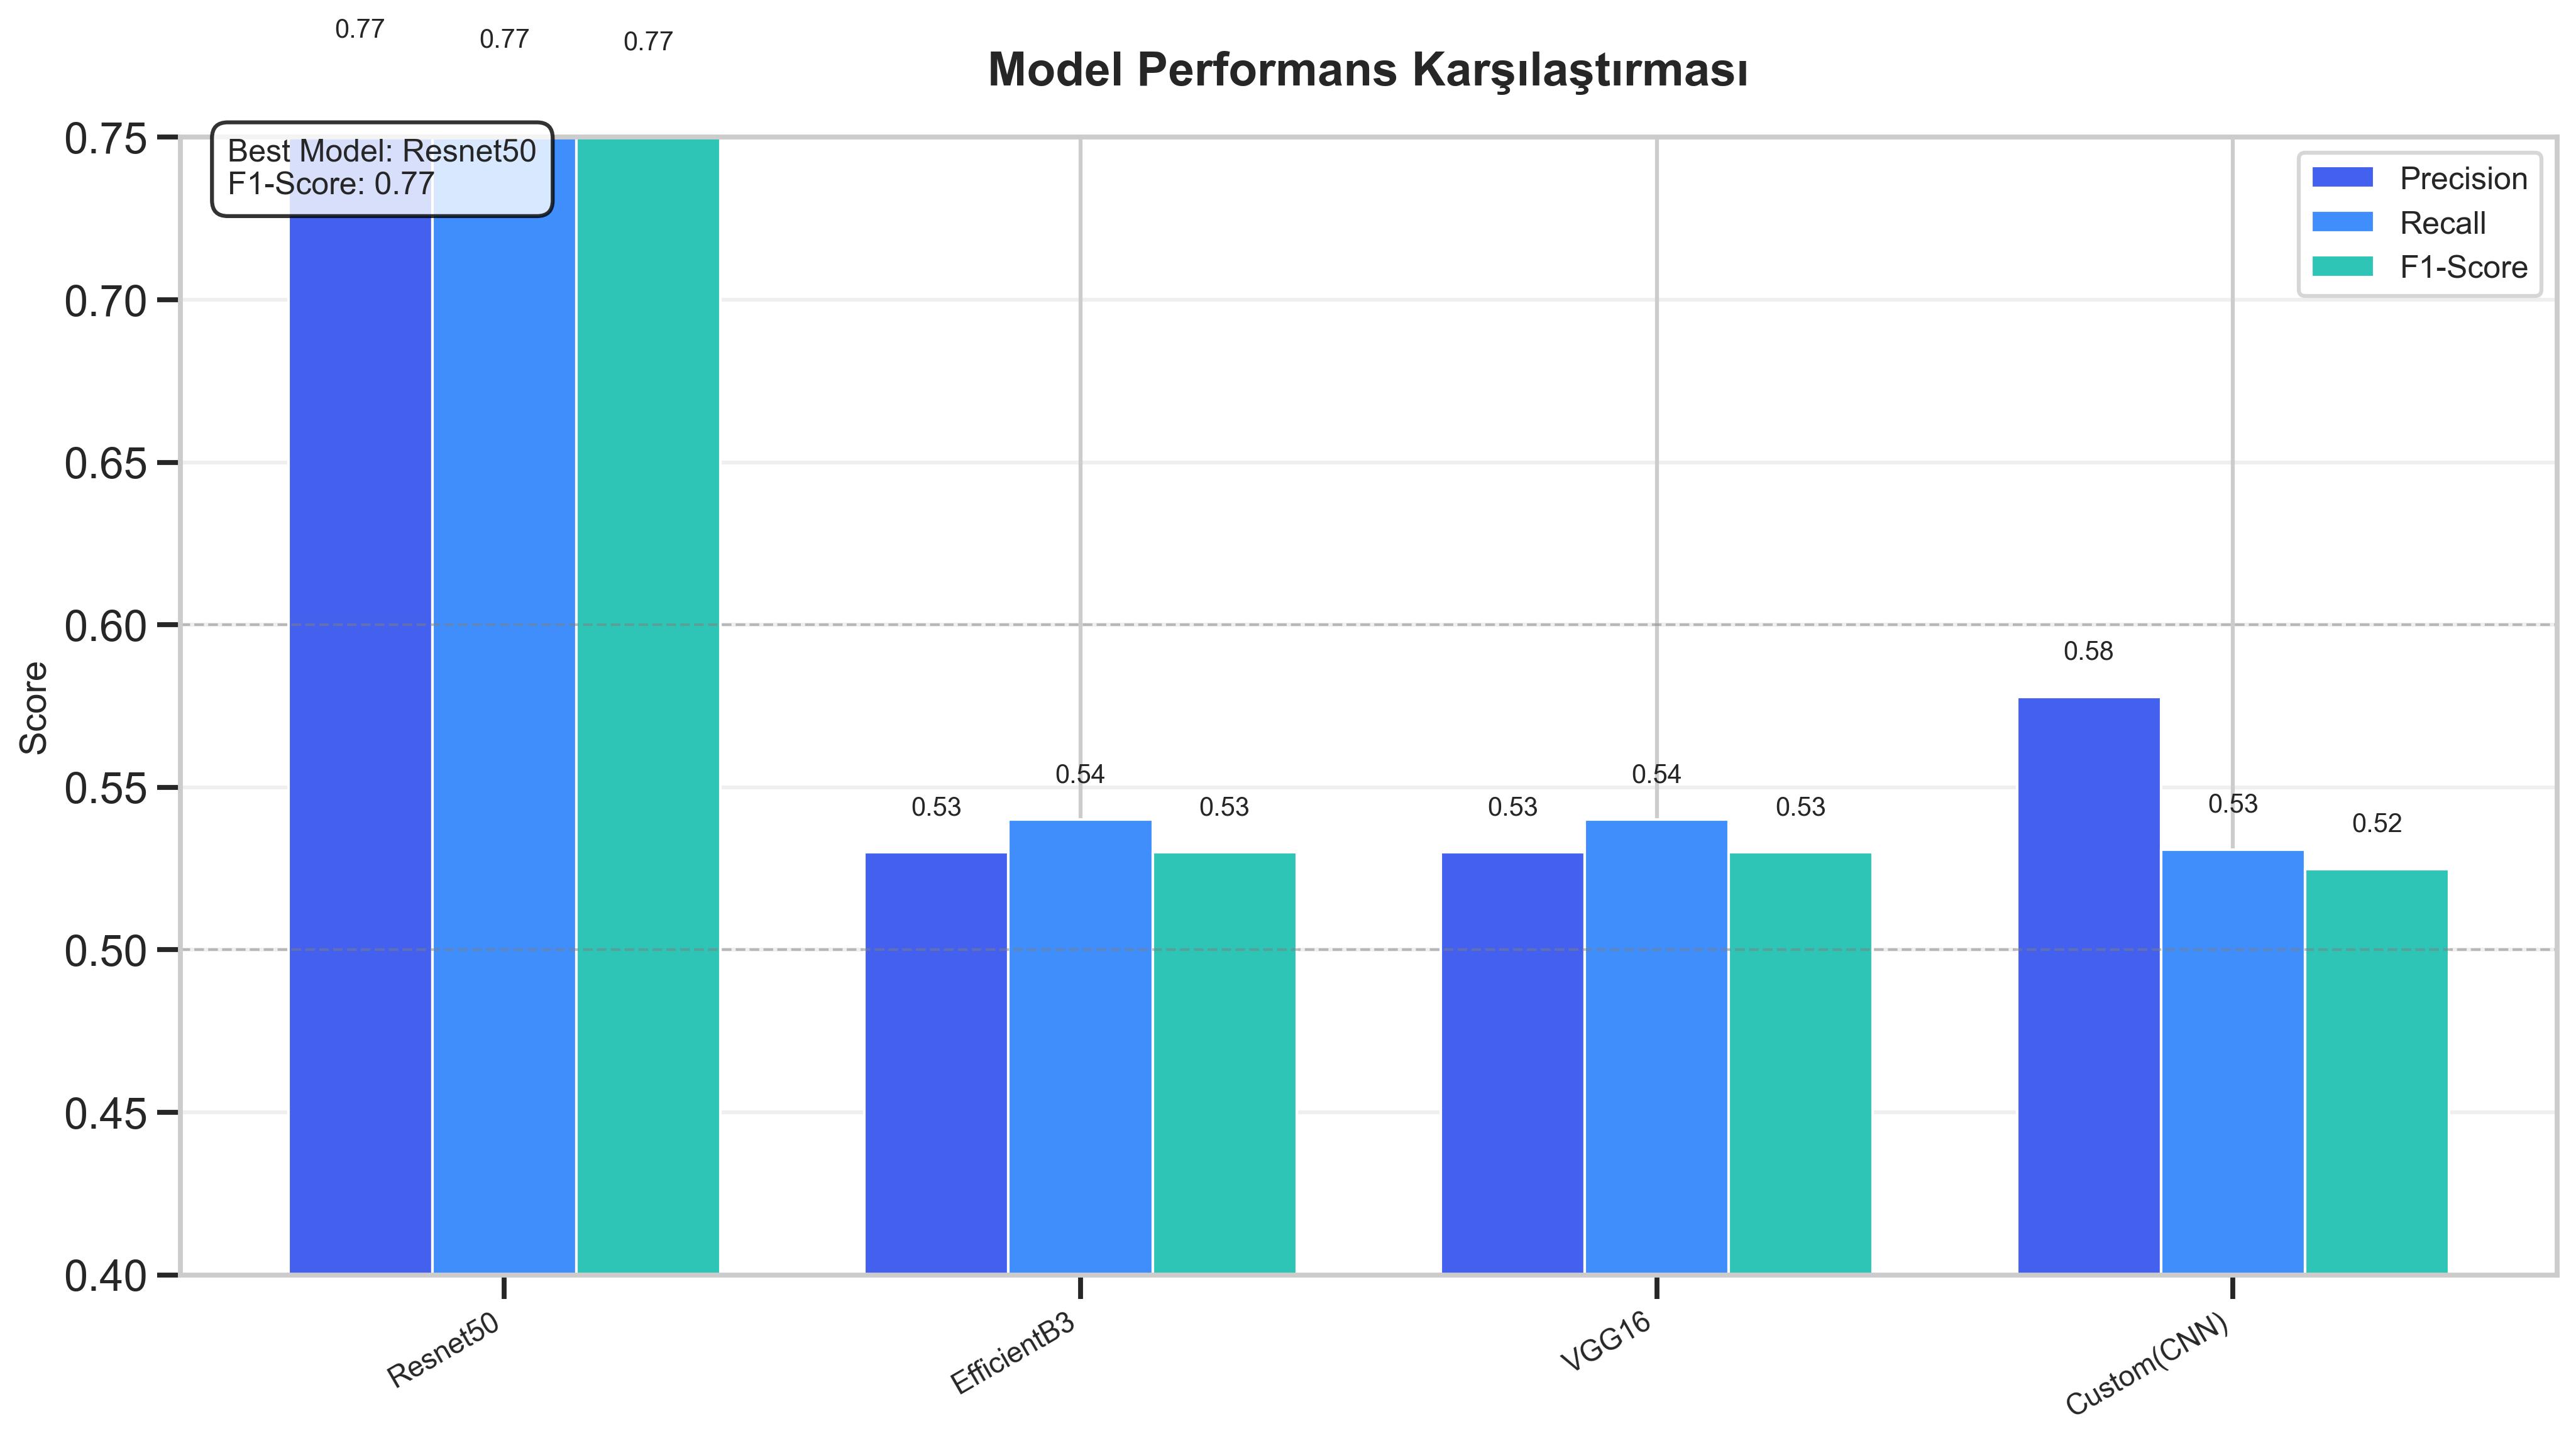 0.77
0.77
0.77
Model Performans Karşılaştırması
Best Model: Resnet50
F1-Score: 0.77
Precision
Recall
F1-Score
0.75
0.70
0.65
0.60
0.55
0.50
0.45
0.40
Score
0.53
0.54
0.53
0.53
0.54
0.53
0.58
0.53
0.52
Resnet50
EfficientB3
VGG16
Custom(CNN)